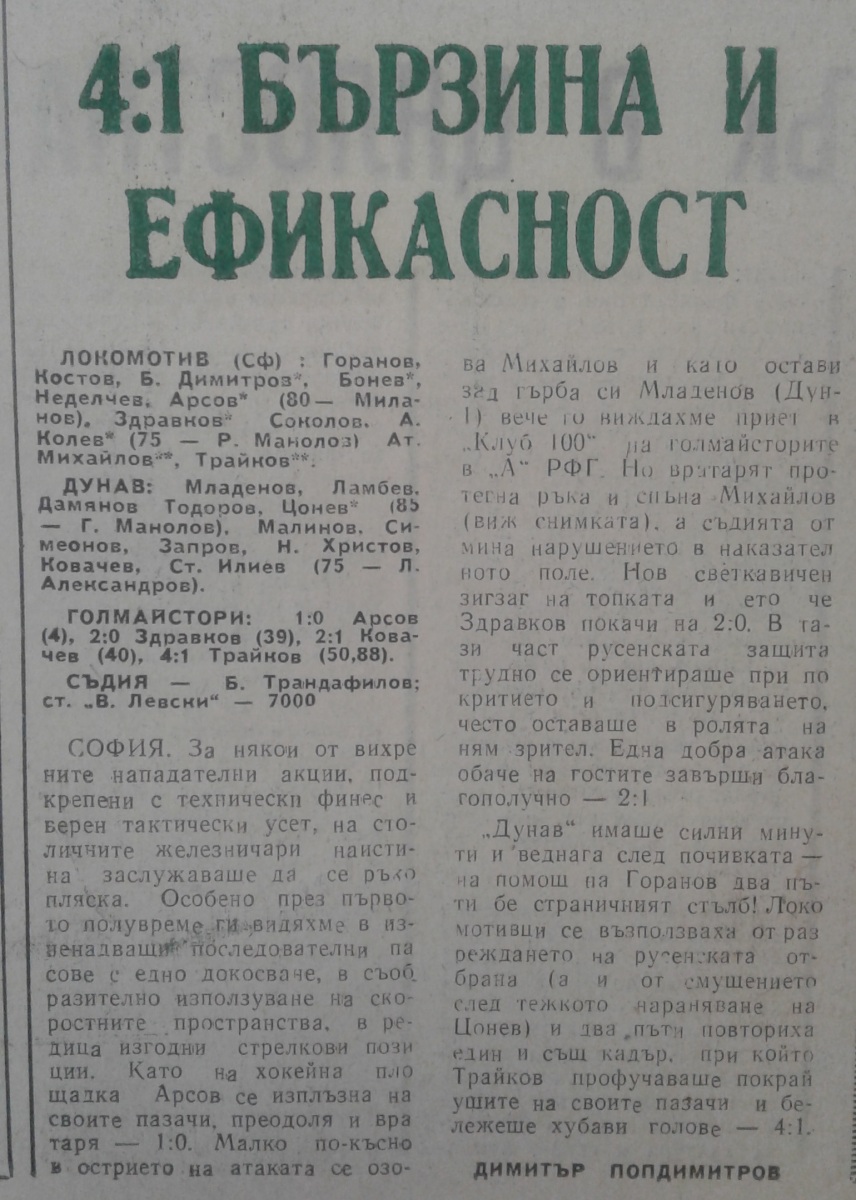 4:1 БЪРЗИНА И
ЕФИКАСНОСТ
ЛОКОМОТИВ (Сф) : Горанов,
Костов, Б. Димитроз*, Бонев*,
Неделчев, Арсов* (80 — Мила-
нов), Здравков* Соколов. А.
Колев* (75 — Р. Манолоз) Ат.
Михайлов**, Трайков**.
ДУНАВ: Младенов, Ламбев,
Дамянов Тодоров, Цонев* (85
— Г. Манолов), Малинов, Си-
меонов, Запров, Н. Христов,
Ковачев, Ст. Илиев (75 — Л.
Александров).
ГОЛМАЙСТОРИ: 1:0 Арсов
(4), 2:0 Здравков (39), 2:1 Кова-
чев (40), 4:1 Трайков (50,88).
СЪДИЯ — Б. Трандафилов;
ст. „В. Левски“ — 7000
СОФИЯ. За някои от вихре
ните нападателни акции, под-
крепени с технически финес и
верен тактически усет, на сто-
личните железничари наисти-
на заслужаваше да се ръко
пляска. Особено през първо-
то полувреме ги видяхме в из-
ненадващи последователни па
сове с едно докосване, в съоб
разително използуване на ско-
ростните пространства, в ре-
дица изгодни стрелкови пози
ции. Като на хокейна пло
щадка Арсов се изплъзна на
своите пазачи, преодоля и вра
таря — 1:0. Малко по-късно
в острието на атаката се озо-
ва Михайлов и като остави
зад гърба си Младенов (Дун-
1) вече го виждахме приет в
„Клуб 100“ на голмайсторите
в „А“ РФГ. Но вратарят про-
тегна ръка и спъна Михайлов
(виж снимката), а съдията от
мина нарушението в наказател
ното поле. Нов светкавичен
зигзаг на топката и ето че
Здравков покачи на 2:0. В та-
зи част русенската защита
трудно се ориентираше при по
критието и подсигуряването,
често оставаше в ролята на
ням зрител. Една добра атака
обаче на гостите завърши бла-
гополучно — 2:1
„Дунав“ имаше силни мину-
ти и веднага след почивката —
на помощ на Горанов два пъ-
ти бе страничният стълб! Локо
мотивци се възползваха от раз
реждането на русенската от-
брана (а и от смущението
след тежкото нараняване на
Цонев) и два пъти повториха
един и същ кадър, при който
Трайков профучаваше покрай
ушите на своите пазачи и бе-
лежеше хубави голове — 4:1.
ДИМИТЪР ПОПДИМИТРОВ